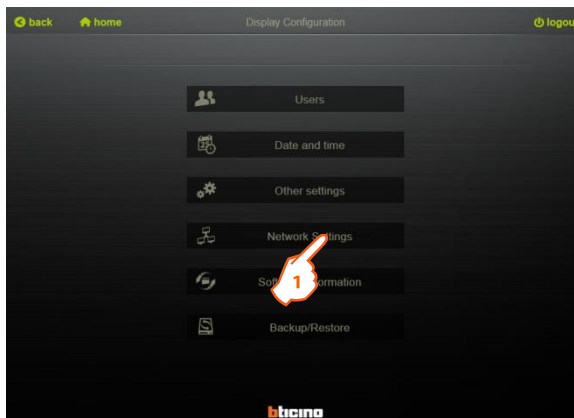 back home Display Configuration logou
Users
Date and time
Other settings
Network Settings
1
Backup/Restore
bticino